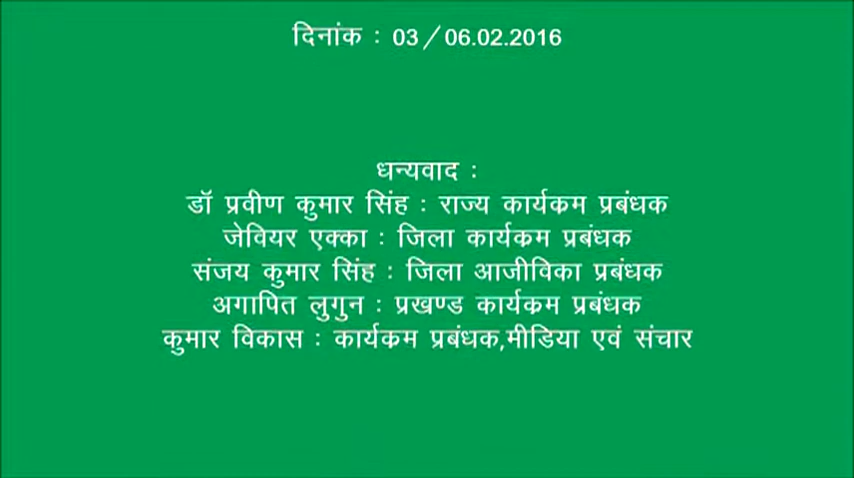 दिनांक : 03/06.02.2016
धन्यवाद :
डॉ प्रवीण कुमार सिंह : राज्य कार्यकम प्रबंधक
जेवियर एक्का : जिला कार्यकम प्रबंधक
संजय कुमार सिंह : जिला आजीविका प्रबंधक
अगापित लुगुन : प्रखण्ड कार्यकम प्रबंधक
कुमार विकास : कार्यकम प्रबंधक,मीडिया एवं संचार